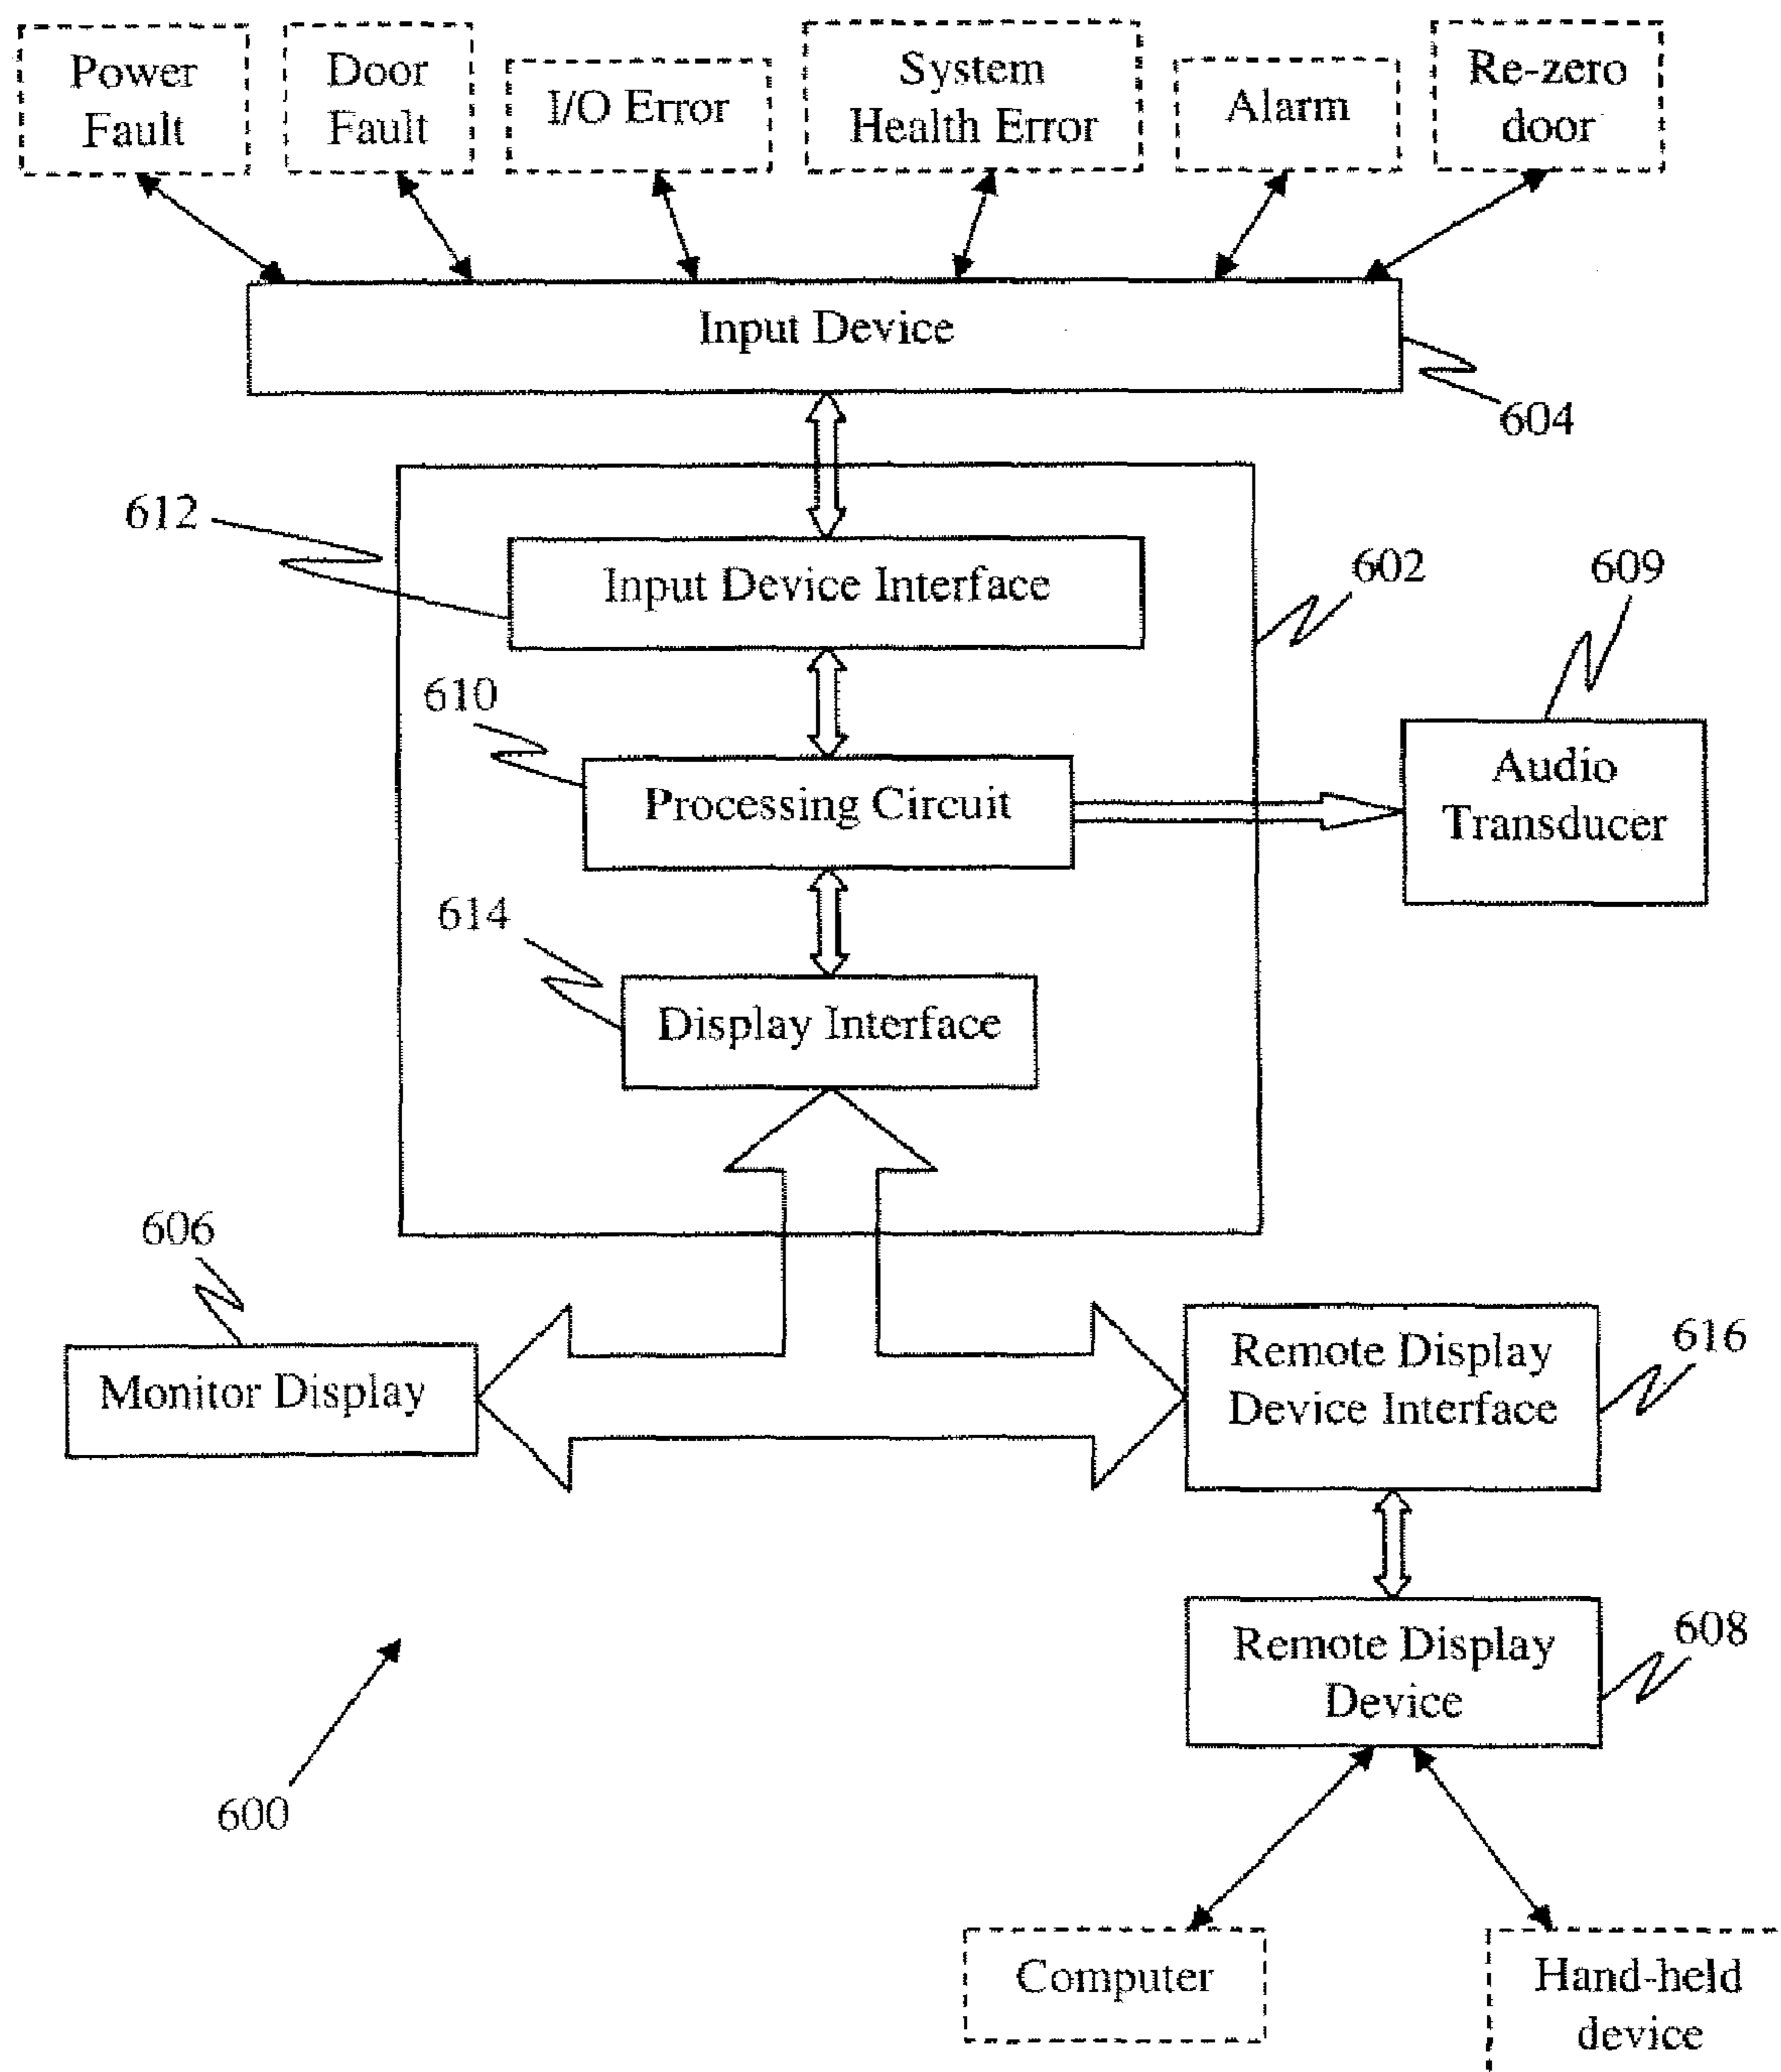 Power
Fault
Door
Fault
I/O Error
System
Health Error
Alarm
Re-zero
door
Input Device
604
612
Input Device Interface
602
609
610
Processing Circuit
Audio
Transducer
614
Display Interface
606
Monitor Display
Remote Display
Device Interface
616
Remote Display
Device
608
600
Computer
Hand-held
device